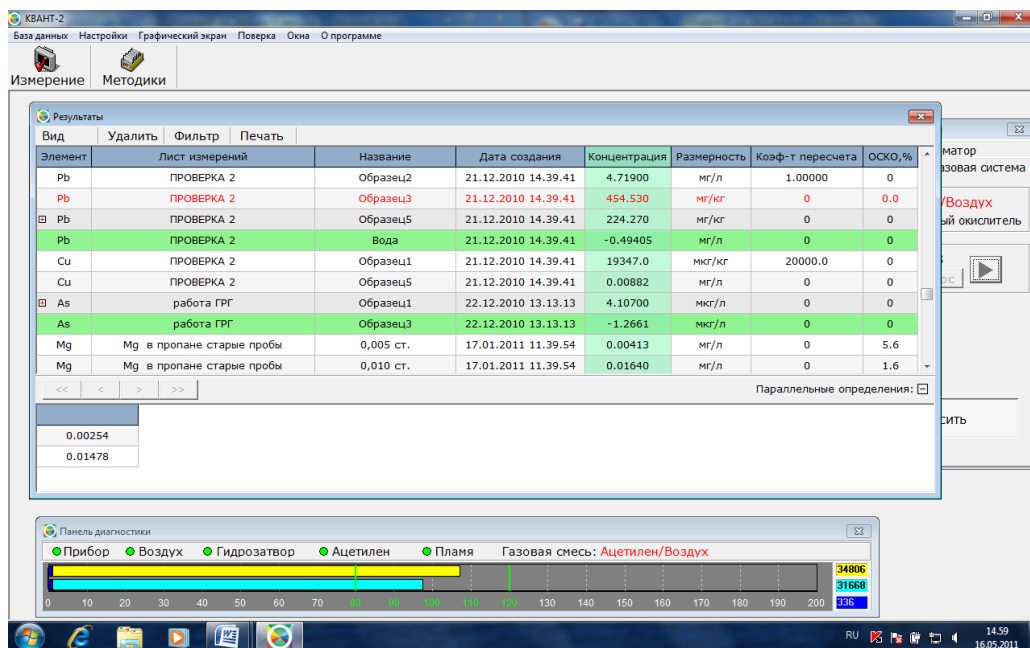 КВАНТ-2
База данных Настройки Графический экран Поверка Окна О программе
Измерение Методики
Результаты
Вид Удалить Фильтр Печать
Элемент Лист измерений Название Дата создания Концентрация Размерность Коэф-т пересчета ОСКО,%
Pb ПРОВЕРКА 2 Образец2 21.12.2010 14.39.41 4.71900 мг/л 1.00000 0
Pb ПРОВЕРКА 2 Образец3 21.12.2010 14.39.41 454.530 мг/кг 0 0.0
Pb ПРОВЕРКА 2 Образец5 21.12.2010 14.39.41 224.270 мг/кг 0 0
Pb ПРОВЕРКА 2 Вода 21.12.2010 14.39.41 -0.49405 мг/л 0 0
Cu ПРОВЕРКА 2 Образец1 21.12.2010 14.39.41 19347.0 мкг/кг 20000.0 0
Cu ПРОВЕРКА 2 Образец5 21.12.2010 14.39.41 0.00882 мг/л 0 0
As работа ГРГ Образец1 22.12.2010 13.13.13 4.10700 мкг/л 0 0
As работа ГРГ Образец3 22.12.2010 13.13.13 -1.2661 мкг/л 0 0
Mg Mg в пропане старые пробы 0,005 ст. 17.01.2011 11.39.54 0.00413 мг/л 0 5.6
Mg Mg в пропане старые пробы 0,010 ст. 17.01.2011 11.39.54 0.01640 мг/л 0 1.6
<< < > >> Параллельные определения:
0.00254
0.01478
матор
азовая система
/Воздух
ый окислитель
ос
сить
Панель диагностики
Прибор Воздух Гидрозатвор Ацетилен Пламя Газовая смесь: Ацетилен/Воздух
34806
31668
0 10 20 30 40 50 60 70 80 90 100 110 120 130 140 150 160 170 180 190 200 336
RU 14.59
16.05.2011